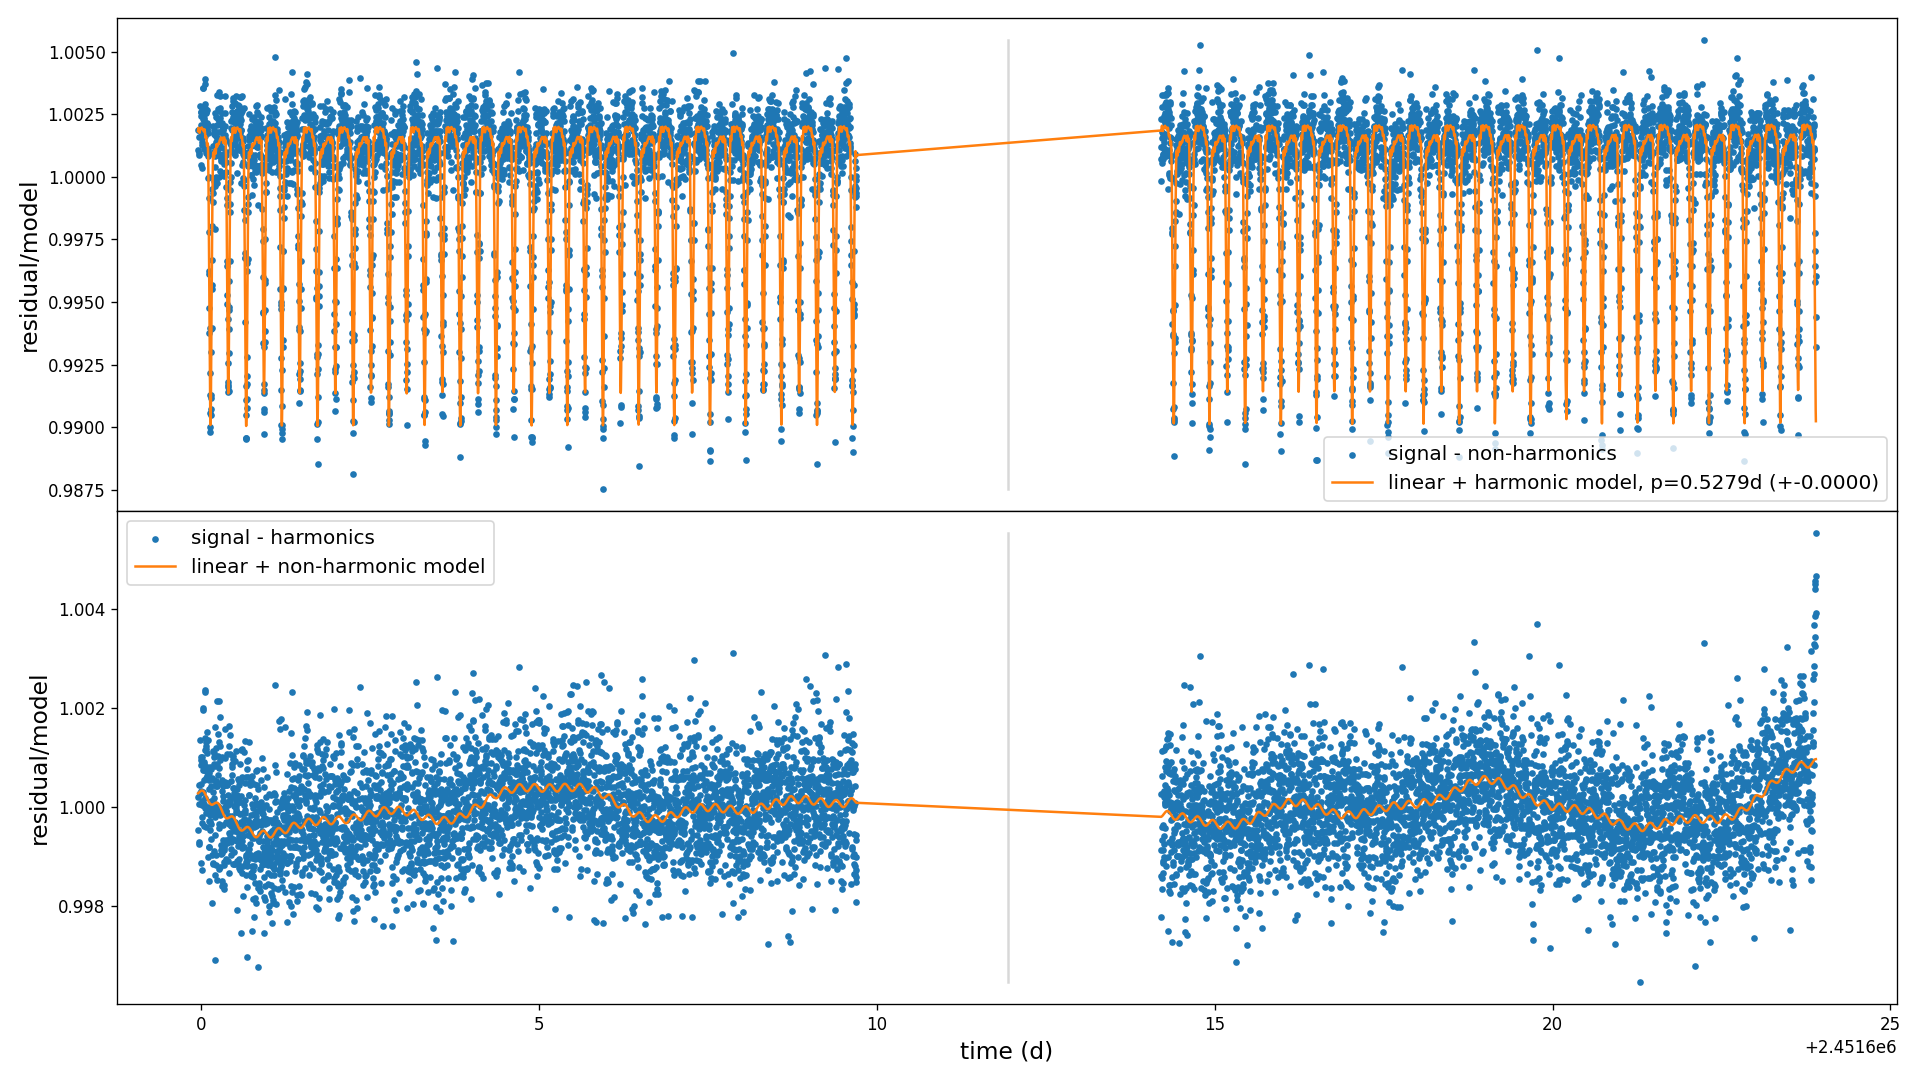 1.0050
1.0025
1.0000
0.9975
0.9950
0.9925
0.9900
0.9875
residual/model
signal - non-harmonics
linear + harmonic model, p=0.5279d (+-0.0000)
signal - harmonics
linear + non-harmonic model
1.004
1.002
1.000
0.998
residual/model
0 5 10 15 20 25
time (d)
+2.4516e6